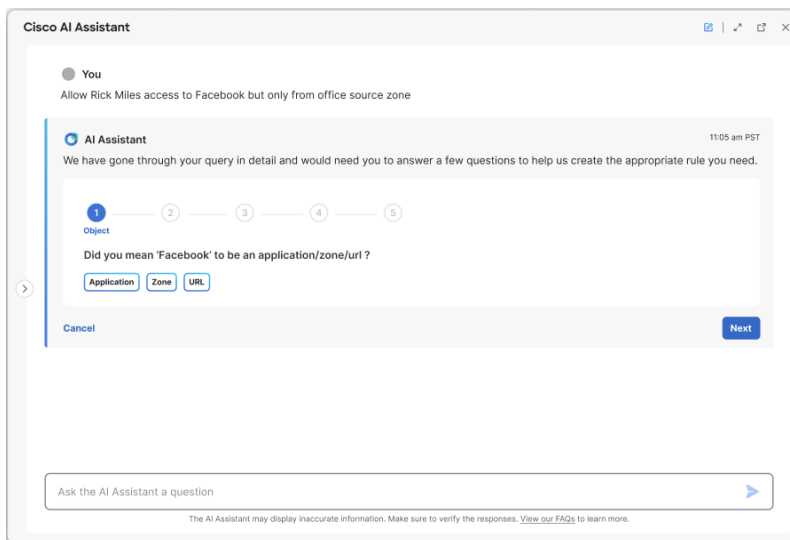 Cisco AI Assistant
You
Allow Rick Miles access to Facebook but only from office source zone
AI Assistant
11:05 am PST
We have gone through your query in detail and would need you to answer a few questions to help us create the appropriate rule you need.
1 2 3 4 5
Object
Did you mean ‘Facebook’ to be an application/zone/url ?
Application Zone URL
Cancel
Next
Ask the AI Assistant a question
The AI Assistant may display inaccurate information. Make sure to verify the responses. View our FAQs to learn more.